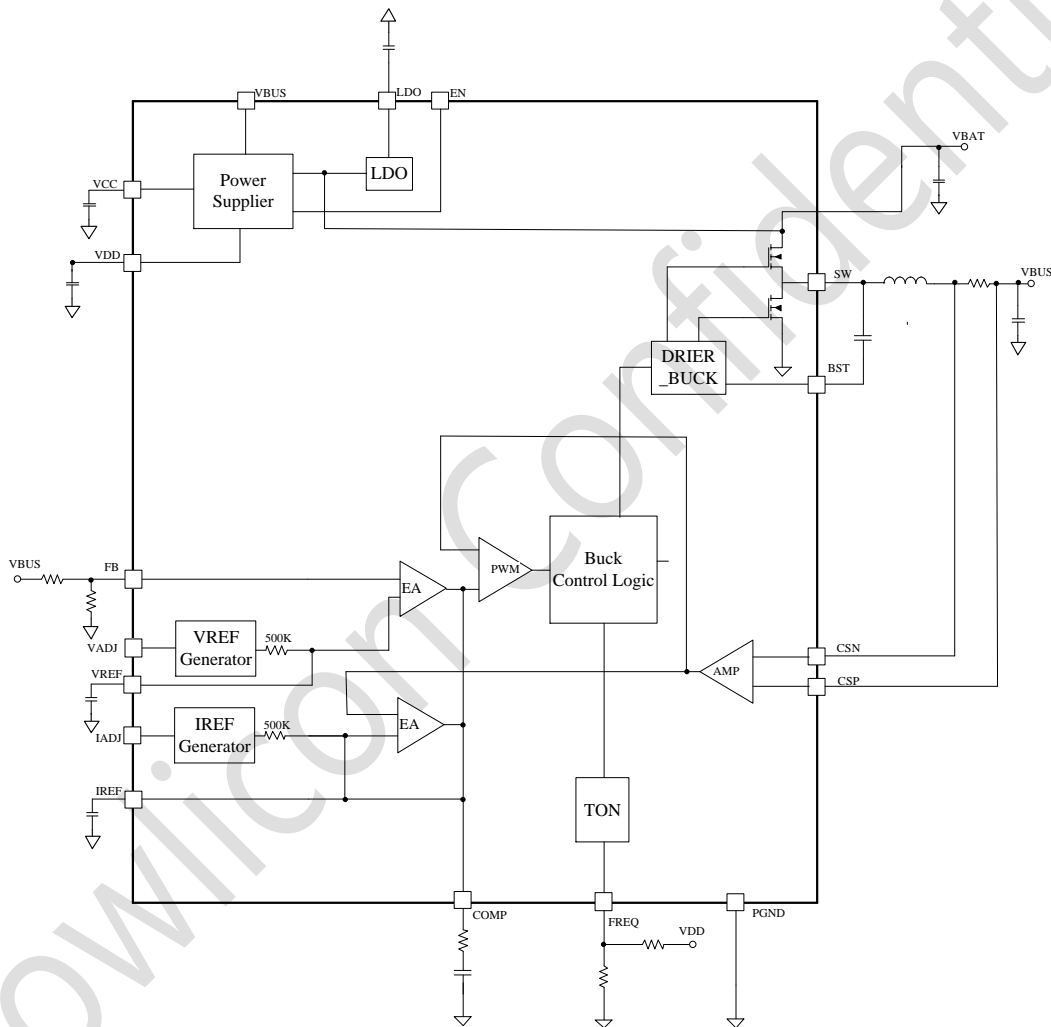 VBUS
LDO
EN
VBAT
LDO
Power
Supplier
VCC
VDD
SW
VBUS
DRIER
_BUCK
BST
Buck
Control Logic
PWM
VBUS
FB
EA
VADJ
VREF
Generator
500K
VREF
CSN
AMP
CSP
IREF
Generator
500K
EA
IADJ
IREF
TON
COMP
FREQ
PGND
VDD
owlicon Confidenti